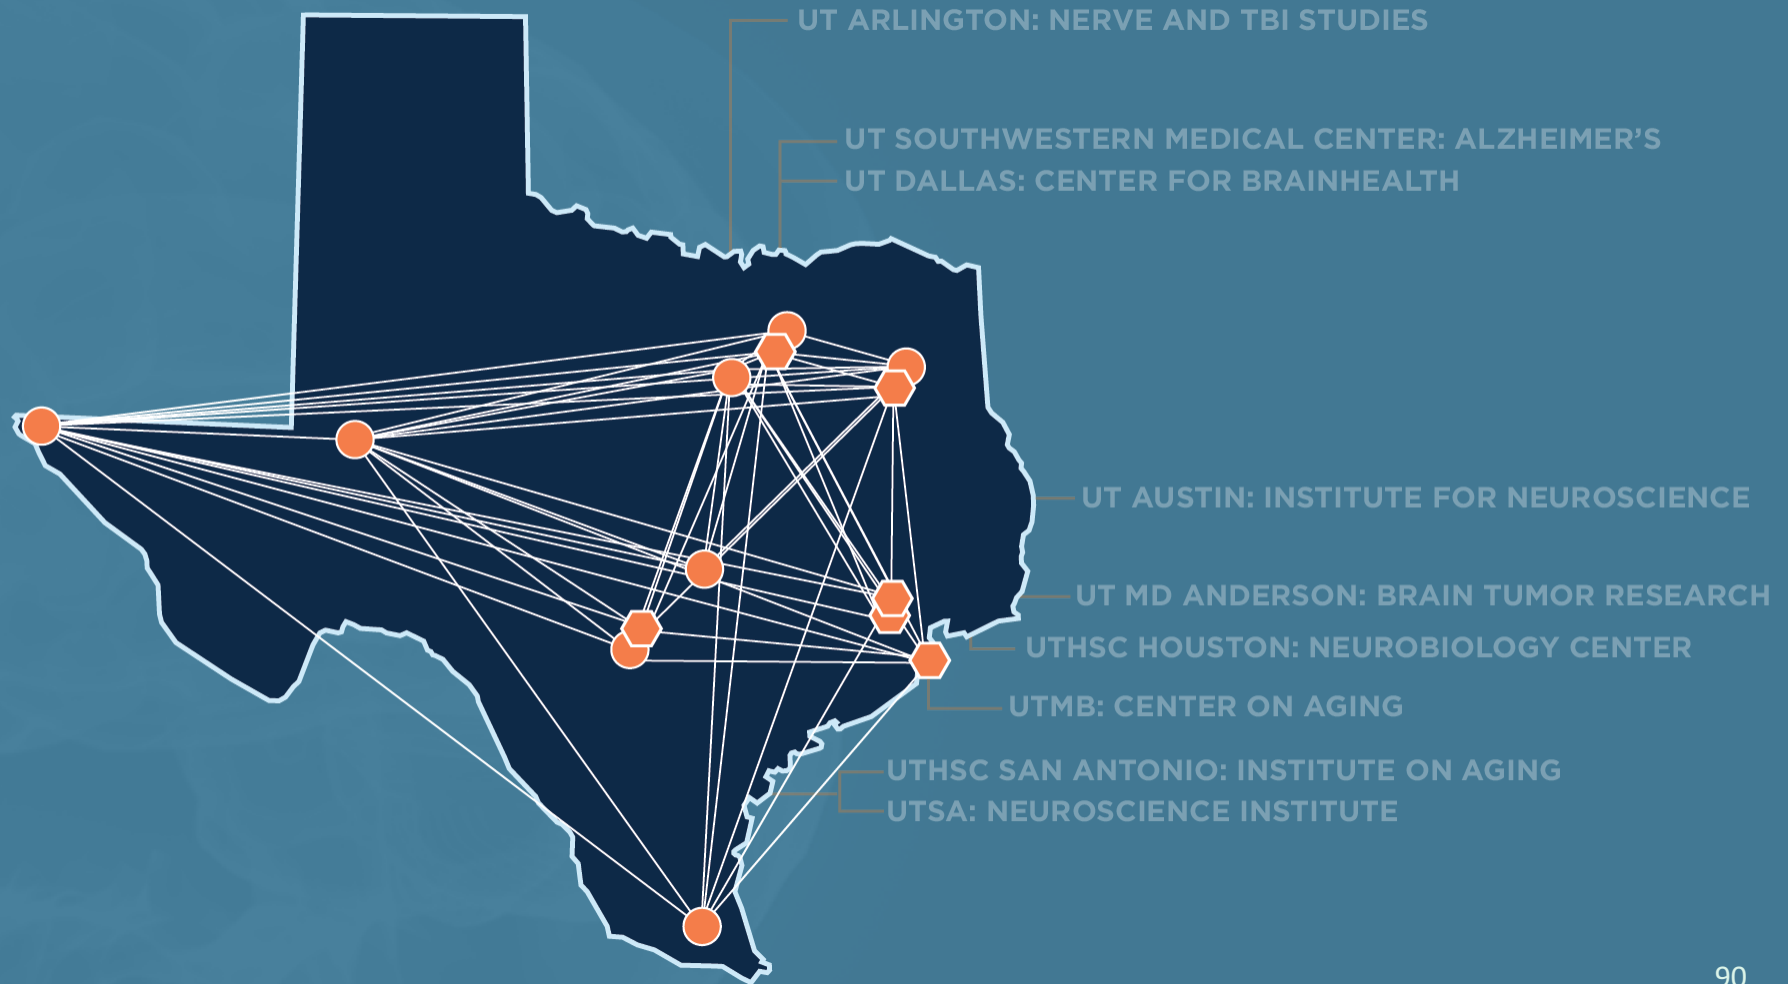 UT ARLINGTON: NERVE AND TBI STUDIES
UT SOUTHWESTERN MEDICAL CENTER: ALZHEIMER’S
UT DALLAS: CENTER FOR BRAINHEALTH
UT AUSTIN: INSTITUTE FOR NEUROSCIENCE
UT MD ANDERSON: BRAIN TUMOR RESEARCH
UTHSC HOUSTON: NEUROBIOLOGY CENTER
UTMB: CENTER ON AGING
UTHSC SAN ANTONIO: INSTITUTE ON AGING
UTSA: NEUROSCIENCE INSTITUTE
90